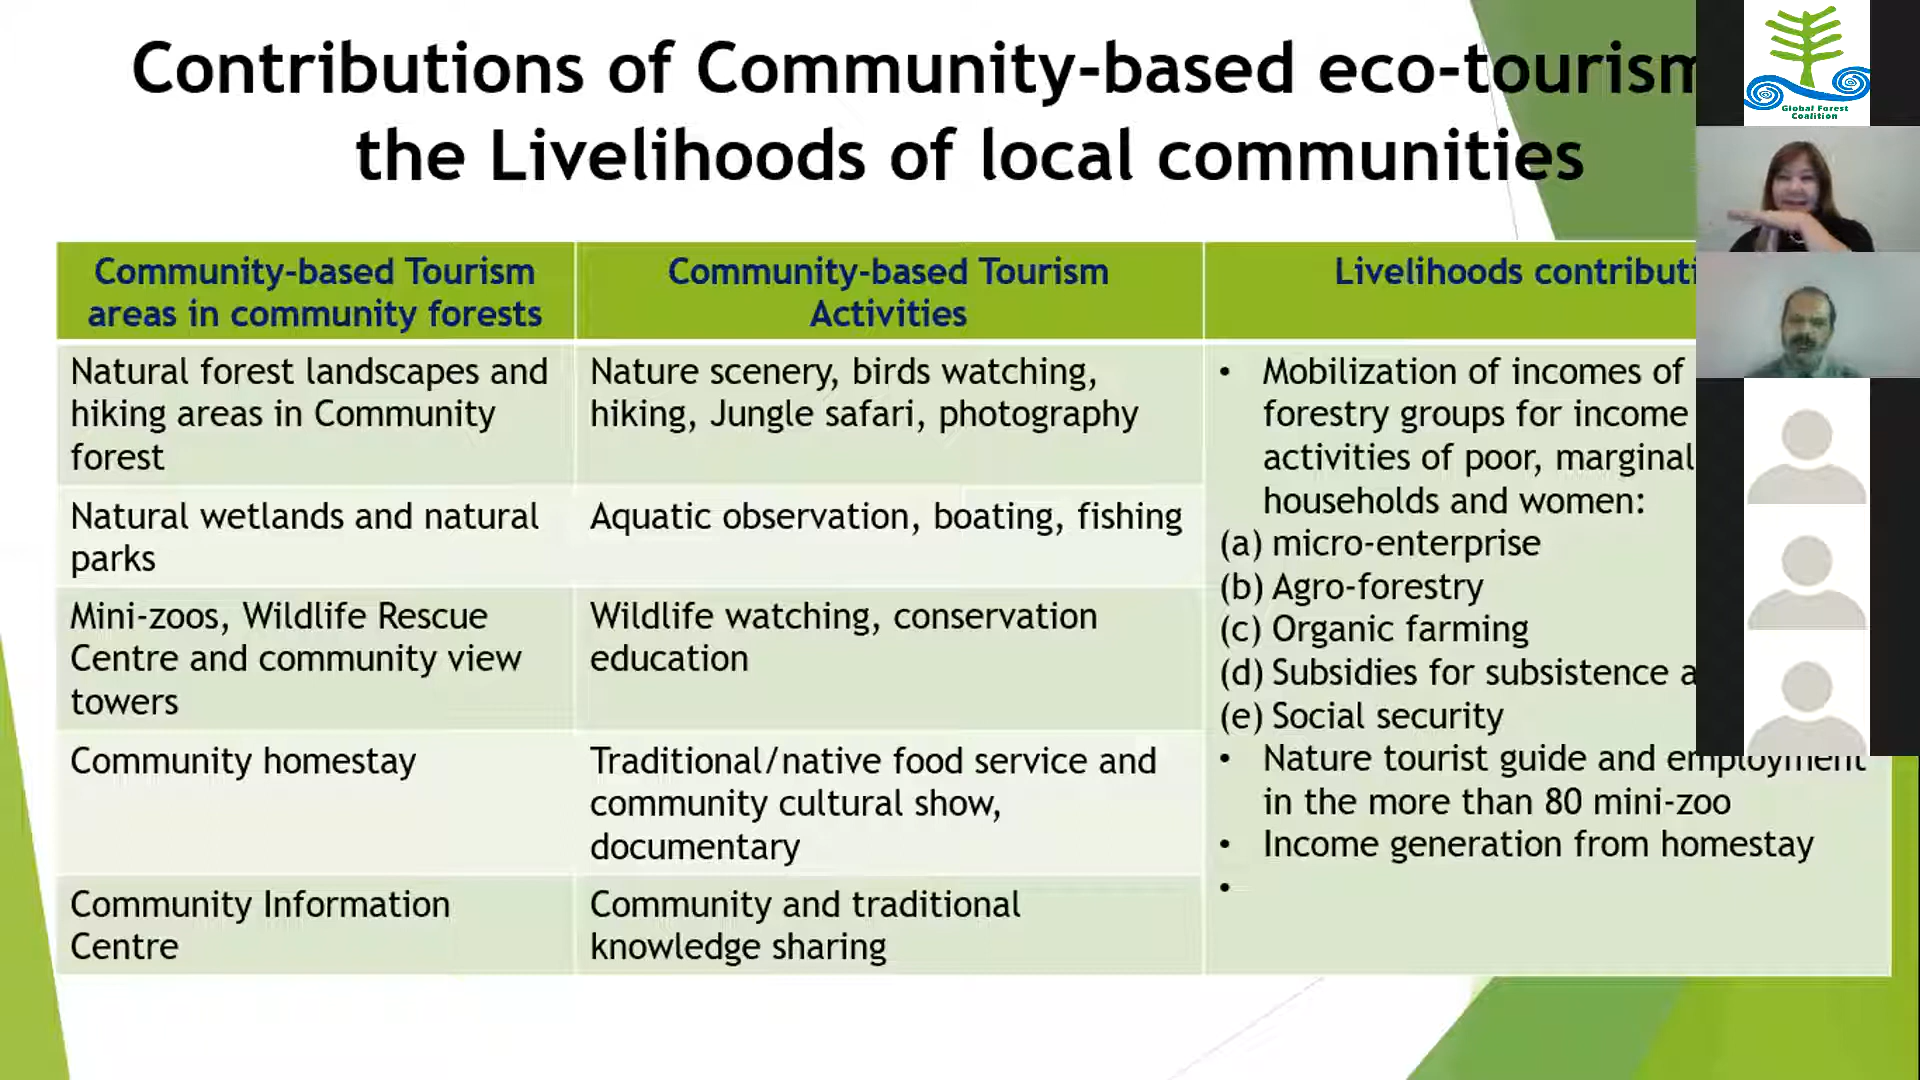 Contributions of Community-based eco-tourism
the Livelihoods of local communities
Global Forest
Coalition
Community-based Tourism
areas in community forests
Community-based Tourism
Activities
Livelihoods
Natural forest landscapes and
hiking areas in Community
forest
Nature scenery, birds watching,
hiking, Jungle safari, photography
Natural wetlands and natural
parks
Aquatic observation, boating, fishing
Mini-zoos, Wildlife Rescue
Centre and community view
towers
Wildlife watching, conservation
education
Community homestay
Traditional/native food service and
community cultural show,
documentary
Community Information
Centre
Community and traditional
knowledge sharing
• Mobilization of incomes of
forestry groups for income
activities of poor, marginal
households and women:
(a) micro-enterprise
(b) Agro-forestry
(c) Organic farming
(d) Subsidies for subsistence
(e) Social security
• Nature tourist guide and employment
in the more than 80 mini-zoo
• Income generation from homestay
•